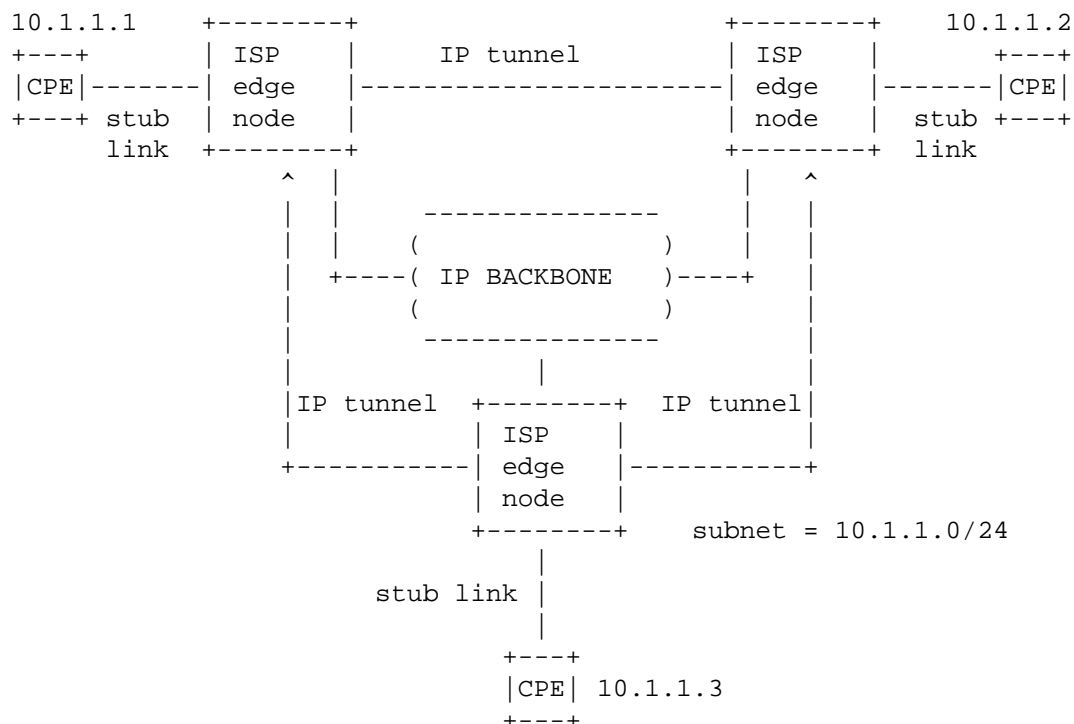 10.1.1.1 +--------+ +--------+ 10.1.1.2
+---+ | ISP | IP tunnel | ISP | +---+
|CPE|-------| edge |-----------------------| edge |-------|CPE|
+---+ stub | node | | node | stub +---+
link +--------+ +--------+ link
^ | | ^
| | --------------- | |
| | ( ) | |
| +----( IP BACKBONE )----+ |
| ( ) |
| --------------- |
| | |
|IP tunnel +--------+ IP tunnel|
| | ISP | |
+-----------| edge |-----------+
| node |
+--------+ subnet = 10.1.1.0/24
|
stub link |
|
+---+
|CPE| 10.1.1.3
+---+